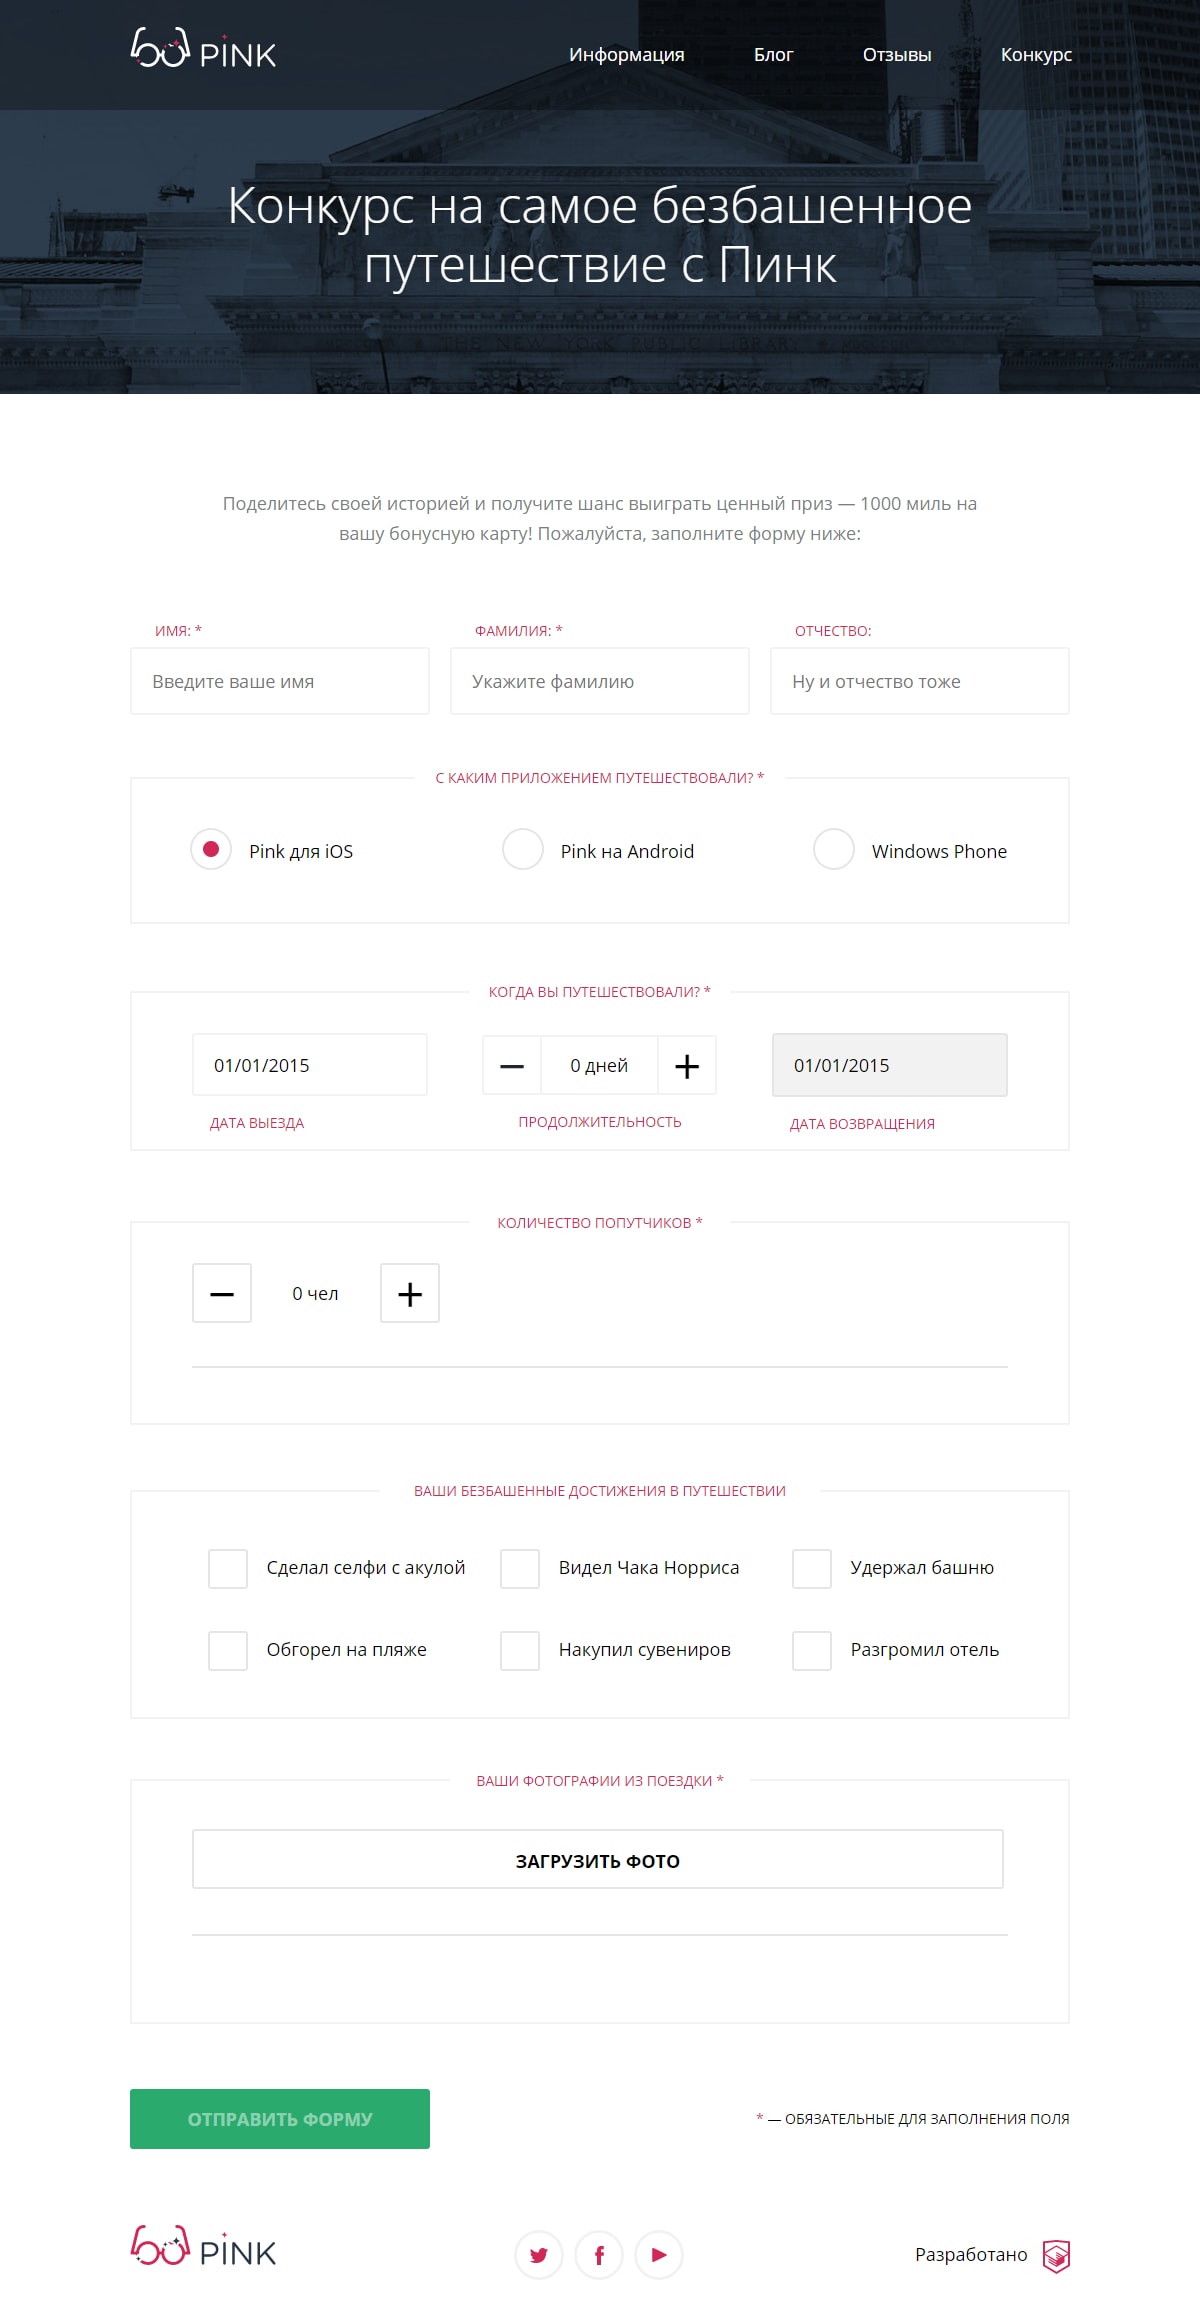 PINK
Информация Блог Отзывы Конкурс
Конкурс на самое безбашенное
путешествие с Пинк
THE NEW YORK PUBLIC LIBRARY
Поделитесь своей историей и получите шанс выиграть ценный приз — 1000 миль на
вашу бонусную карту! Пожалуйста, заполните форму ниже:
ИМЯ: * ФАМИЛИЯ: * ОТЧЕСТВО:
Введите ваше имя Укажите фамилию Ну и отчество тоже
С КАКИМ ПРИЛОЖЕНИЕМ ПУТЕШЕСТВОВАЛИ? *
Pink для iOS Pink на Android Windows Phone
КОГДА ВЫ ПУТЕШЕСТВОВАЛИ? *
01/01/2015 — 0 дней + 01/01/2015
ДАТА ВЫЕЗДА ПРОДОЛЖИТЕЛЬНОСТЬ ДАТА ВОЗВРАЩЕНИЯ
КОЛИЧЕСТВО ПОПУТЧИКОВ *
— 0 чел +
ВАШИ БЕЗБАШЕННЫЕ ДОСТИЖЕНИЯ В ПУТЕШЕСТВИИ
Сделал селфи с акулой Видел Чака Норриса Удержал башню
Обгорел на пляже Накупил сувениров Разгромил отель
ВАШИ ФОТОГРАФИИ ИЗ ПОЕЗДКИ *
ЗАГРУЗИТЬ ФОТО
ОТПРАВИТЬ ФОРМУ
* — ОБЯЗАТЕЛЬНЫЕ ДЛЯ ЗАПОЛНЕНИЯ ПОЛЯ
PINK
Разработано